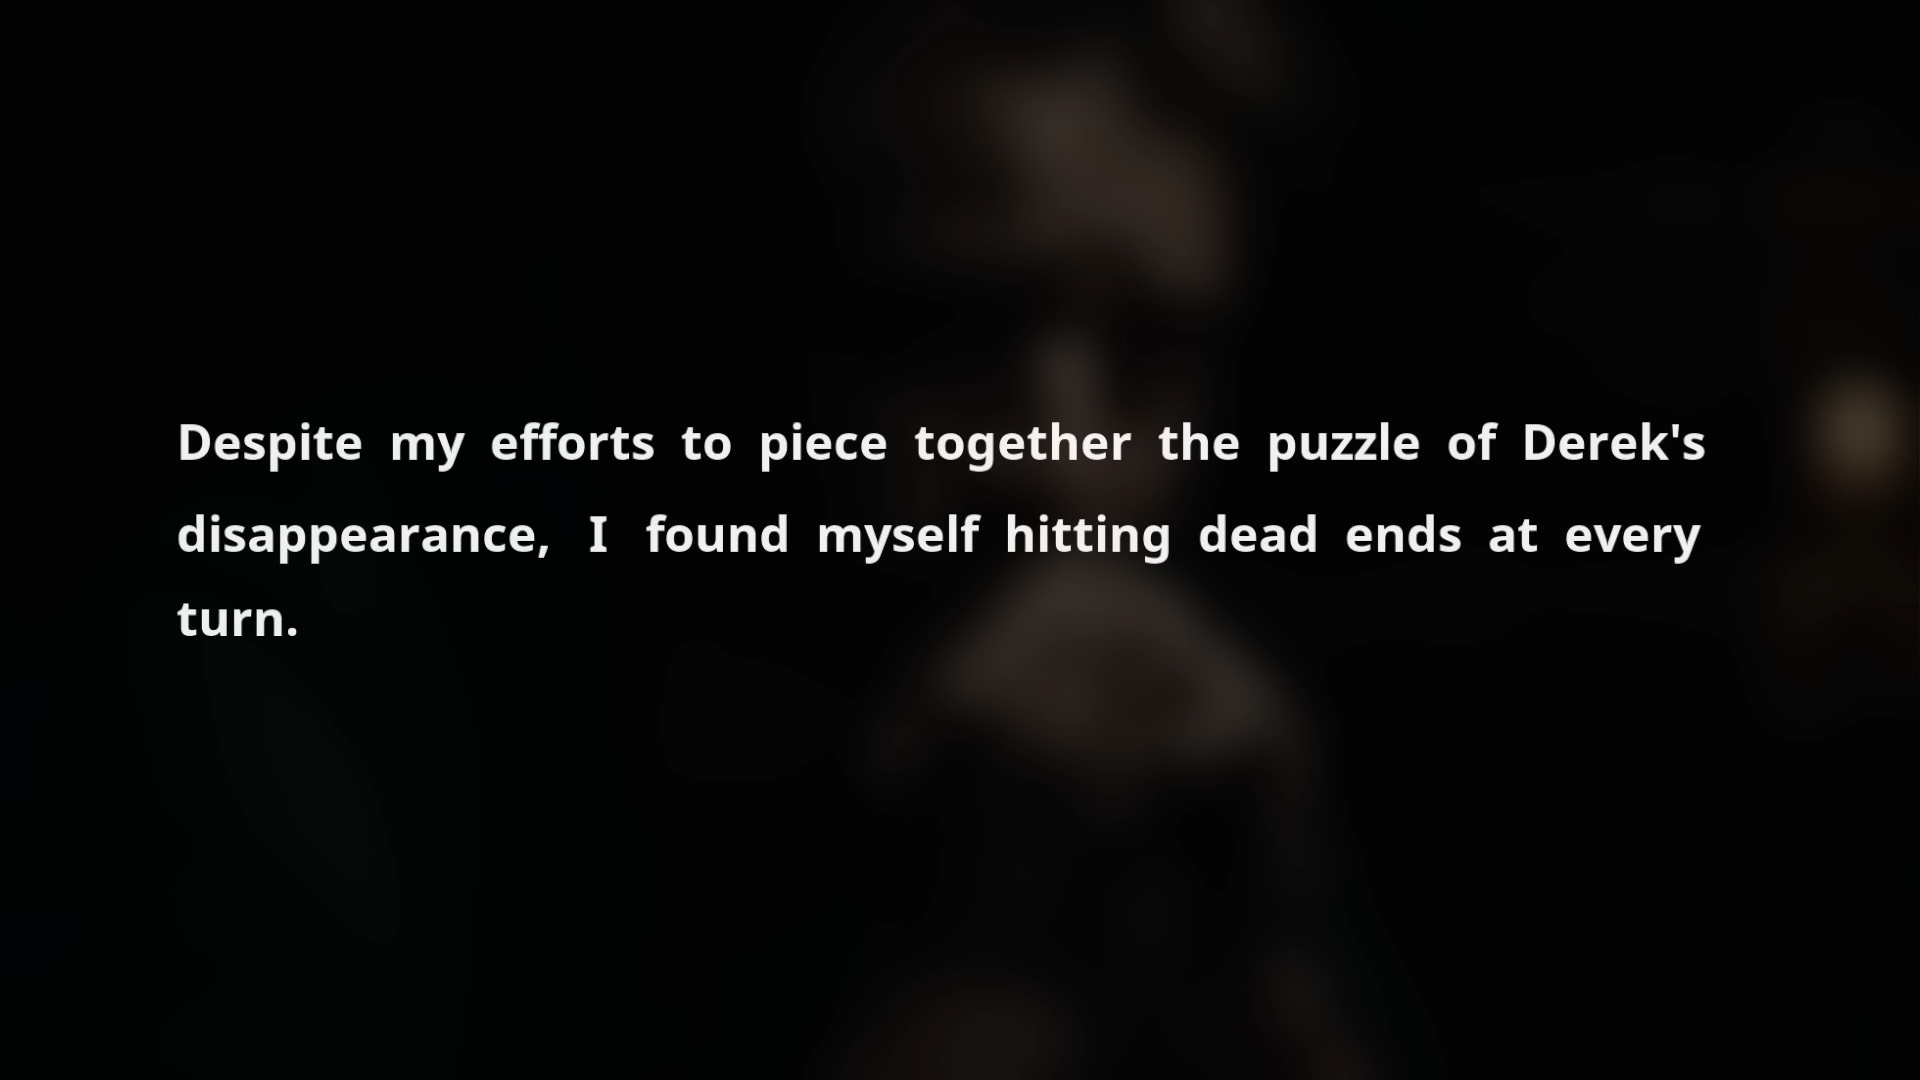 Despite my efforts to piece together the puzzle of Derek's
disappearance, I found myself hitting dead ends at every
turn.